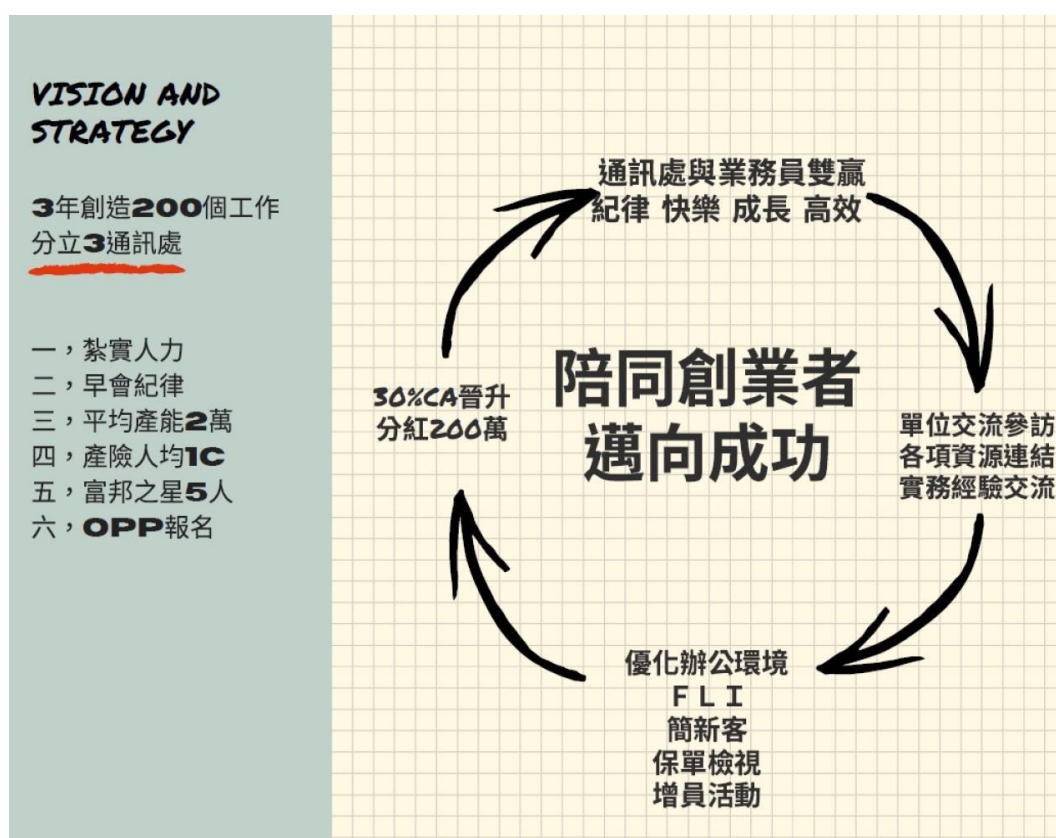 VISION AND
STRATEGY
3年創造200個工作
分立3通訊處
一，紮實人力
二，早會紀律
三，平均產能2萬
四，產險人均1C
五，富邦之星5人
六，OPP報名
通訊處與業務員雙贏
紀律 快樂 成長 高效
陪同創業者
邁向成功
單位交流參訪
各項資源連結
實務經驗交流
優化辦公環境
ＦＬＩ
簡新客
保單檢視
增員活動
30%CA晉升
分紅200萬